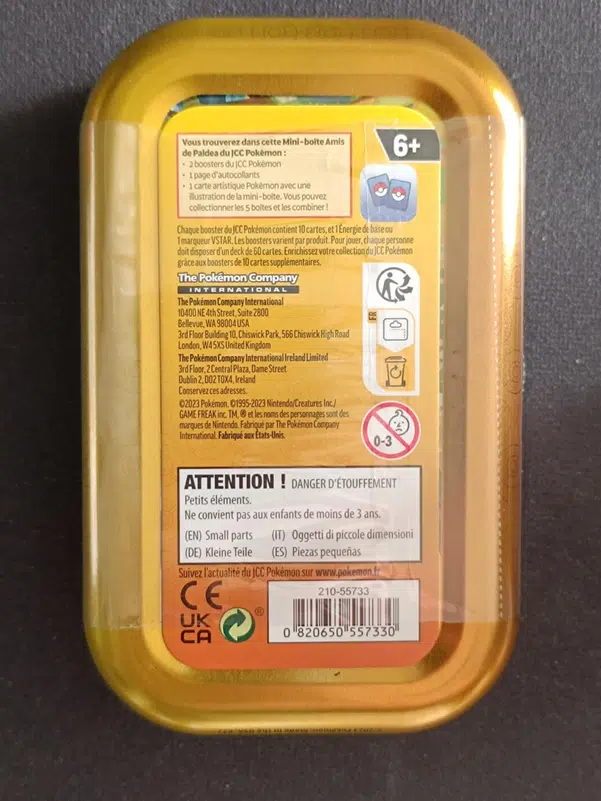 Vous trouverez dans cette Mini-boîte Amis
de Paldea du JCC Pokémon :
• 2 boosters du JCC Pokémon
• 1 page d'autocollants
• 1 carte artistique Pokémon avec une
illustration de la mini-boîte. Vous pouvez
collectionner les 5 boîtes et les combiner !
6+
Chaque booster du JCC Pokémon contient 10 cartes, et 1 Énergie de base ou
1 marqueur VSTAR. Les boosters varient par produit. Pour jouer, chaque personne
doit disposer d'un deck de 60 cartes. Enrichissez votre collection du JCC Pokémon
grâce aux boosters de 10 cartes supplémentaires.
The Pokémon Company
INTERNATIONAL
The Pokémon Company International
10400 NE 4th Street, Suite 2800
Bellevue, WA 98004 USA
3rd Floor Building 10, Chiswick Park, 566 Chiswick High Road
London, W4 5XS United Kingdom
The Pokémon Company International Ireland Limited
3rd Floor, 2 Central Plaza, Dame Street
Dublin 2, D02 T0X4, Ireland
Conservez ces adresses.
©2023 Pokémon. ©1995-2023 Nintendo/Creatures Inc./
GAME FREAK inc. TM, ® et les noms des personnages sont des
marques de Nintendo. Fabriqué par The Pokémon Company
International. Fabriqué aux États-Unis.
FR
0-3
ATTENTION ! DANGER D'ÉTOUFFEMENT
Petits éléments.
Ne convient pas aux enfants de moins de 3 ans.
(EN) Small parts (IT) Oggetti di piccole dimensioni
(DE) Kleine Teile (ES) Piezas pequeñas
Suivez l'actualité du JCC Pokémon sur www.pokemon.fr
CE
UK
CA
®
210-55733
0 820650 557330